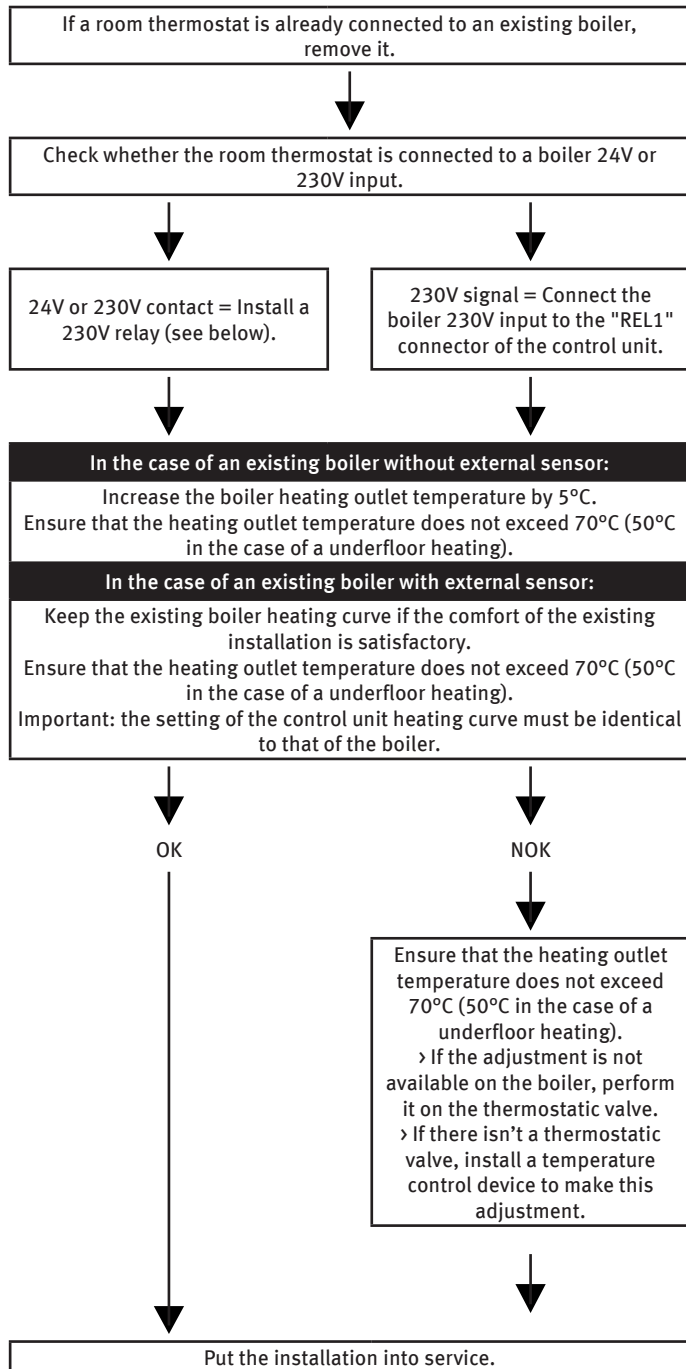 If a room thermostat is already connected to an existing boiler,
remove it.
Check whether the room thermostat is connected to a boiler 24V or
230V input.
24V or 230V contact = Install a
230V relay (see below).
230V signal = Connect the
boiler 230V input to the "REL1"
connector of the control unit.
In the case of an existing boiler without external sensor:
Increase the boiler heating outlet temperature by 5°C.
Ensure that the heating outlet temperature does not exceed 70°C (50°C
in the case of a underfloor heating).
In the case of an existing boiler with external sensor:
Keep the existing boiler heating curve if the comfort of the existing
installation is satisfactory.
Ensure that the heating outlet temperature does not exceed 70°C (50°C
in the case of a underfloor heating).
Important: the setting of the control unit heating curve must be identical
to that of the boiler.
OK
NOK
Ensure that the heating outlet
temperature does not exceed
70°C (50°C in the case of a
underfloor heating).
› If the adjustment is not
available on the boiler, perform
it on the thermostatic valve.
› If there isn't a thermostatic
valve, install a temperature
control device to make this
adjustment.
Put the installation into service.